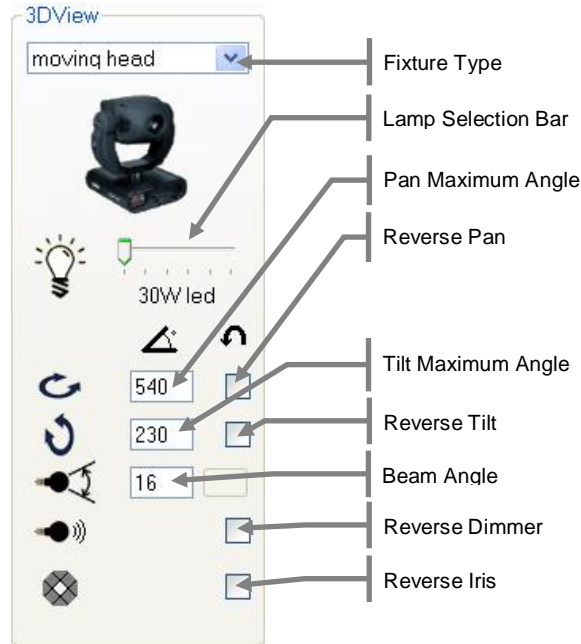 3DView
moving head
Fixture Type
Lamp Selection Bar
Pan Maximum Angle
Reverse Pan
30W led
Tilt Maximum Angle
540
230
Reverse Tilt
16
Beam Angle
Reverse Dimmer
Reverse Iris